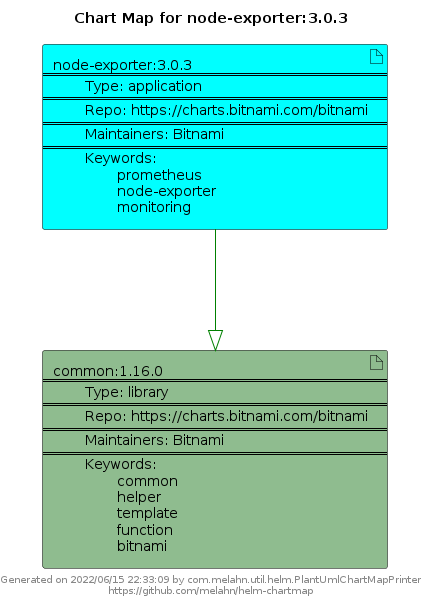 Chart Map for node-exporter:3.0.3
node-exporter:3.0.3
Type: application
Repo: https://charts.bitnami.com/bitnami
Maintainers: Bitnami
Keywords:
prometheus
node-exporter
monitoring
common:1.16.0
Type: library
Repo: https://charts.bitnami.com/bitnami
Maintainers: Bitnami
Keywords:
common
helper
template
function
bitnami
Generated on 2022/06/15 22:33:09 by com.melahn.util.helm.PlantUmlChartMapPrinter
https://github.com/melahn/helm-chartmap